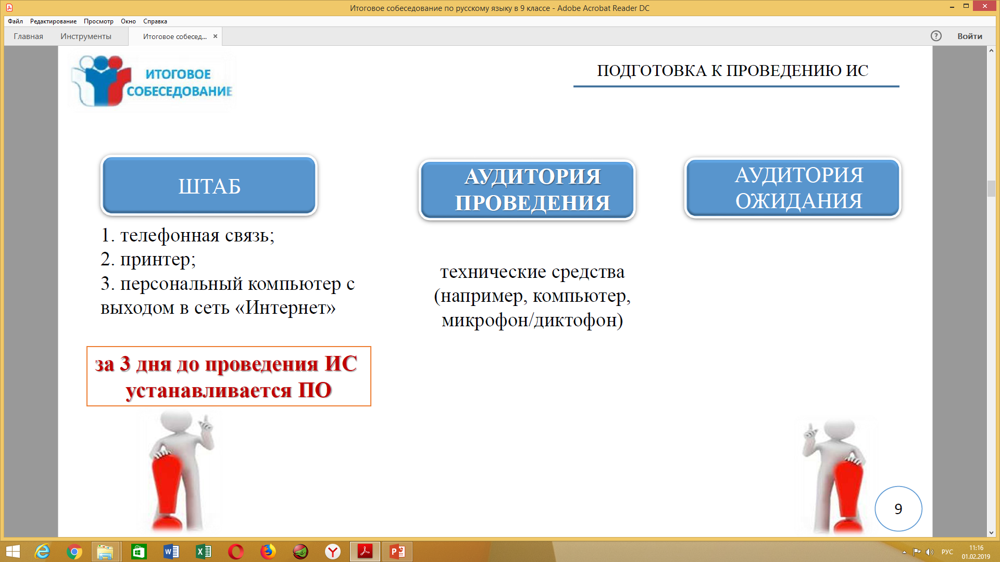 Итоговое собеседование по русскому языку в 9 классе - Adobe Acrobat Reader DC
Файл Редактирование Просмотр Окно Справка
Главная Инструменты Итоговое собесед... × ? Войти
ИТОГОВОЕ
СОБЕСЕДОВАНИЕ
ПОДГОТОВКА К ПРОВЕДЕНИЮ ИС
ШТАБ
1. телефонная связь;
2. принтер;
3. персональный компьютер с
выходом в сеть «Интернет»
за 3 дня до проведения ИС
устанавливается ПО
АУДИТОРИЯ
ПРОВЕДЕНИЯ
технические средства
(например, компьютер,
микрофон/диктофон)
АУДИТОРИЯ
ОЖИДАНИЯ
9
РУС
11:16
01.02.2019